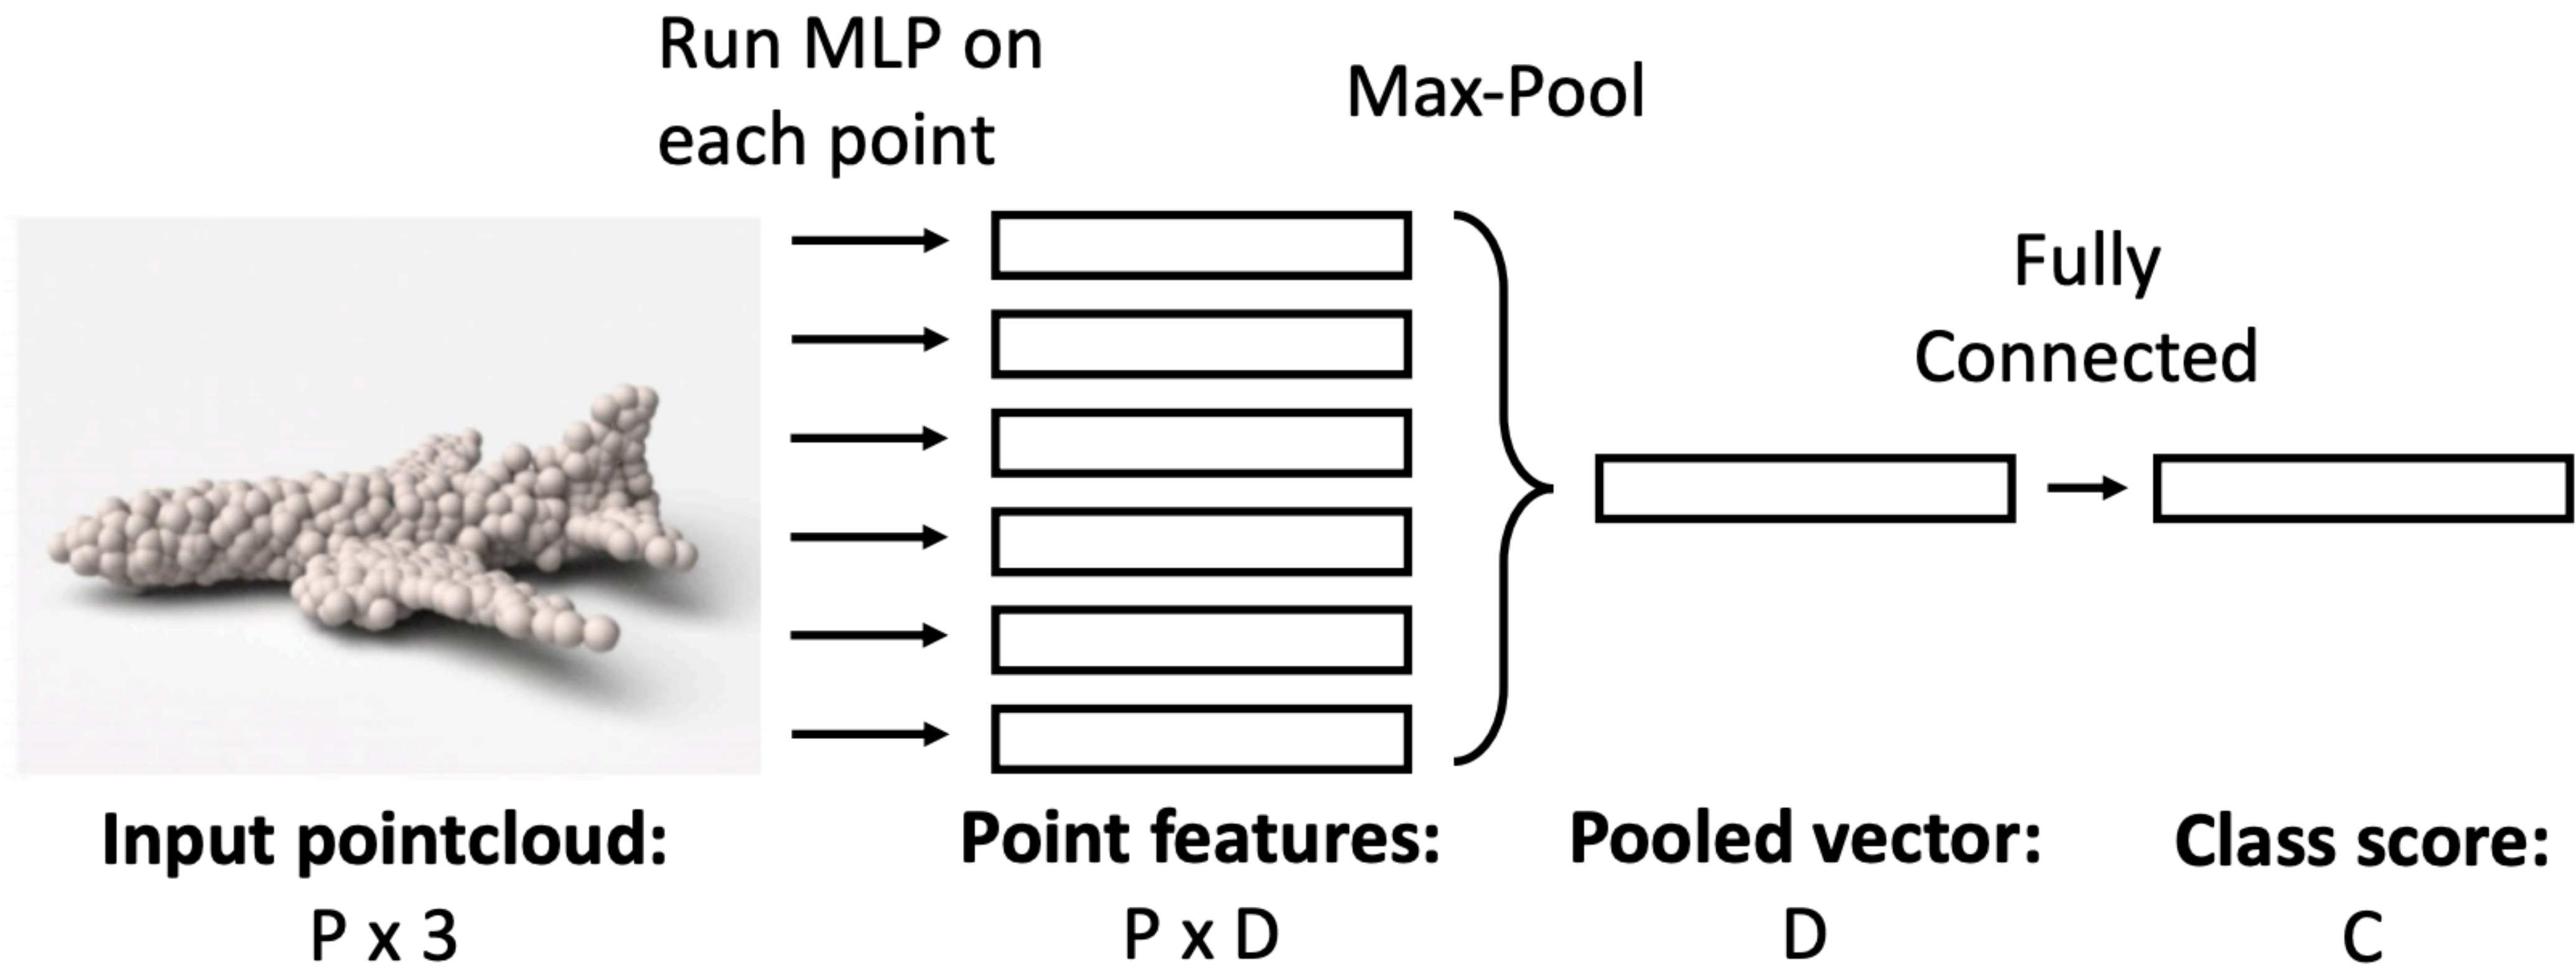 Run MLP on
each point
Max-Pool
Fully
Connected
Input pointcloud:
P x 3
Point features:
P x D
Pooled vector:
D
Class score:
C